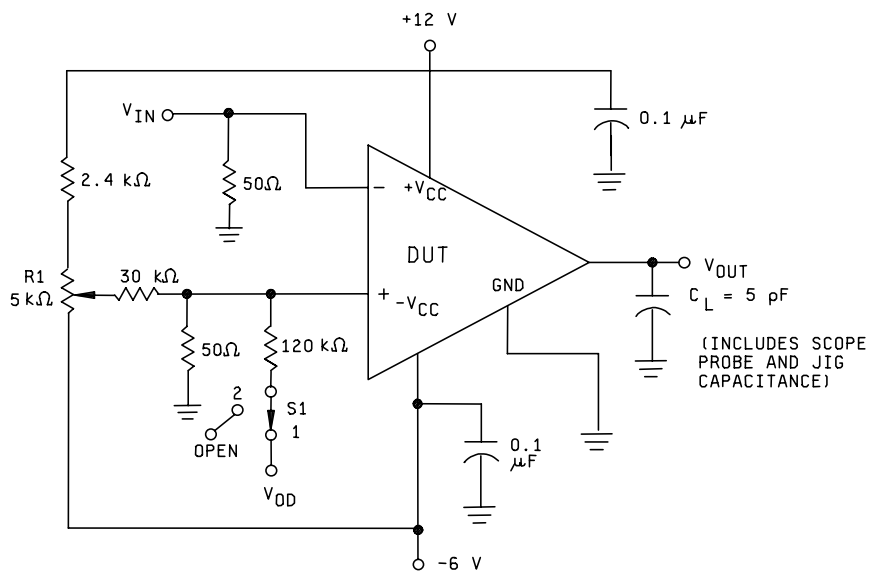 +12 V
V_IN
0.1 µF
2.4 kΩ
50Ω
−
+V_CC
DUT
R1
5 kΩ
30 kΩ
GND
V_OUT
+
-V_CC
C_L = 5 pF
50Ω
120 kΩ
(INCLUDES SCOPE
PROBE AND JIG
CAPACITANCE)
2
S1
1
OPEN
0.1
µF
V_OD
-6 V